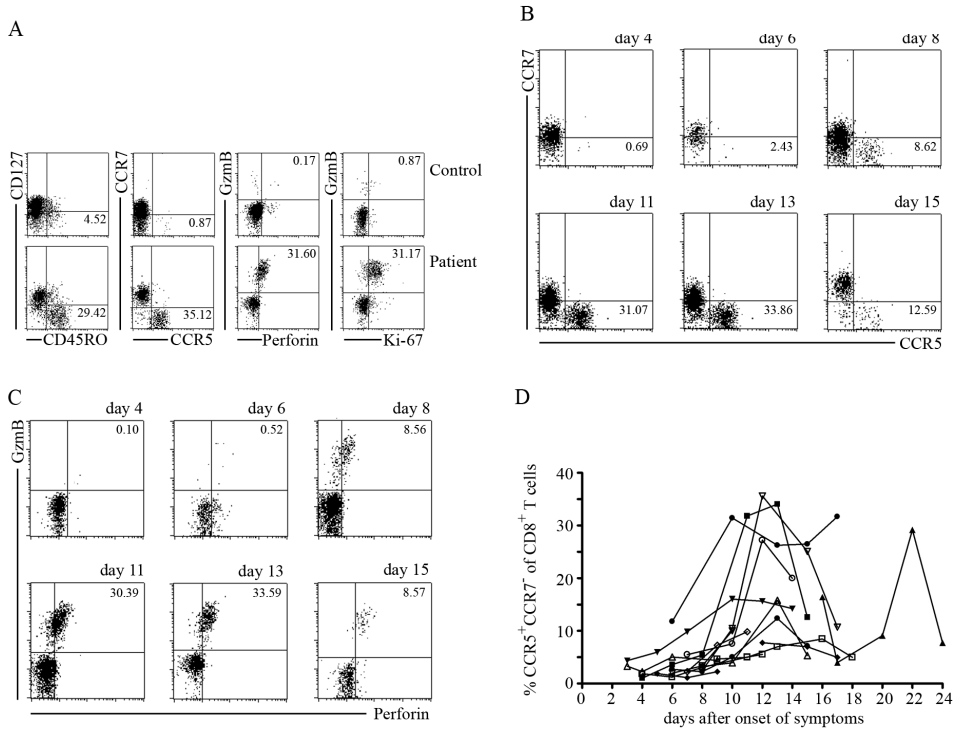 A
CD127
4.52
CCR7
0.87
GzmB
0.17
GzmB
0.87
Control
29.42
35.12
31.60
31.17
Patient
CD45RO
CCR5
Perforin
Ki-67
B
CCR7
day 4
0.69
day 6
2.43
day 8
8.62
day 11
31.07
day 13
33.86
day 15
12.59
CCR5
C
GzmB
day 4
0.10
day 6
0.52
day 8
8.56
day 11
30.39
day 13
33.59
day 15
8.57
Perforin
D
% CCR5+CCR7- of CD8+ T cells
40
30
20
10
0
0 2 4 6 8 10 12 14 16 18 20 22 24
days after onset of symptoms